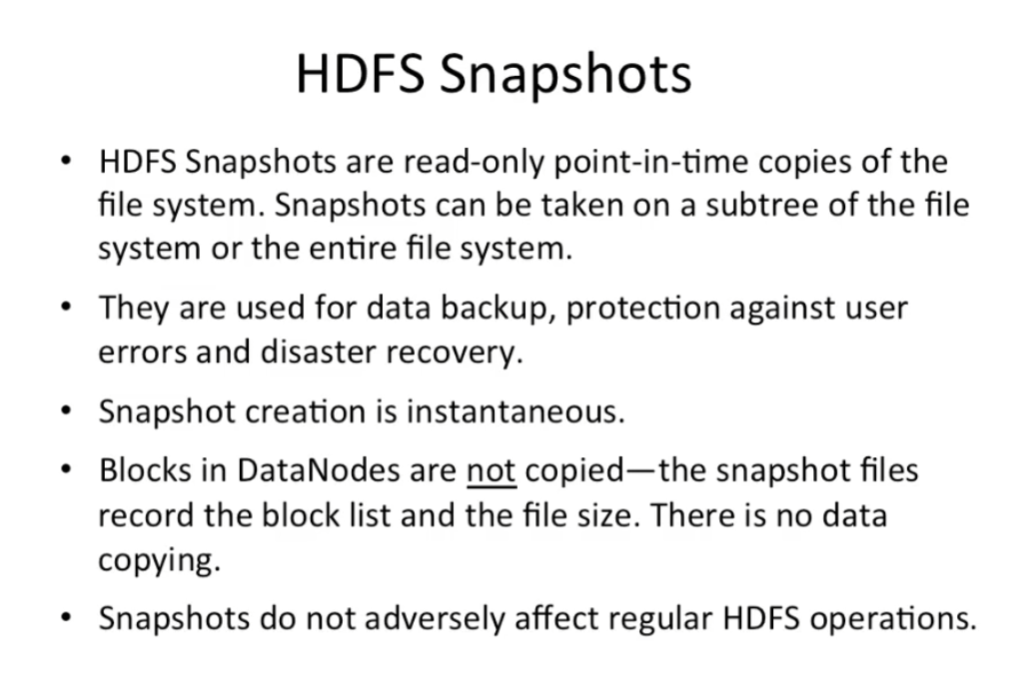 HDFS Snapshots
• HDFS Snapshots are read-only point-in-time copies of the
file system. Snapshots can be taken on a subtree of the file
system or the entire file system.
• They are used for data backup, protection against user
errors and disaster recovery.
• Snapshot creation is instantaneous.
• Blocks in DataNodes are not copied—the snapshot files
record the block list and the file size. There is no data
copying.
• Snapshots do not adversely affect regular HDFS operations.